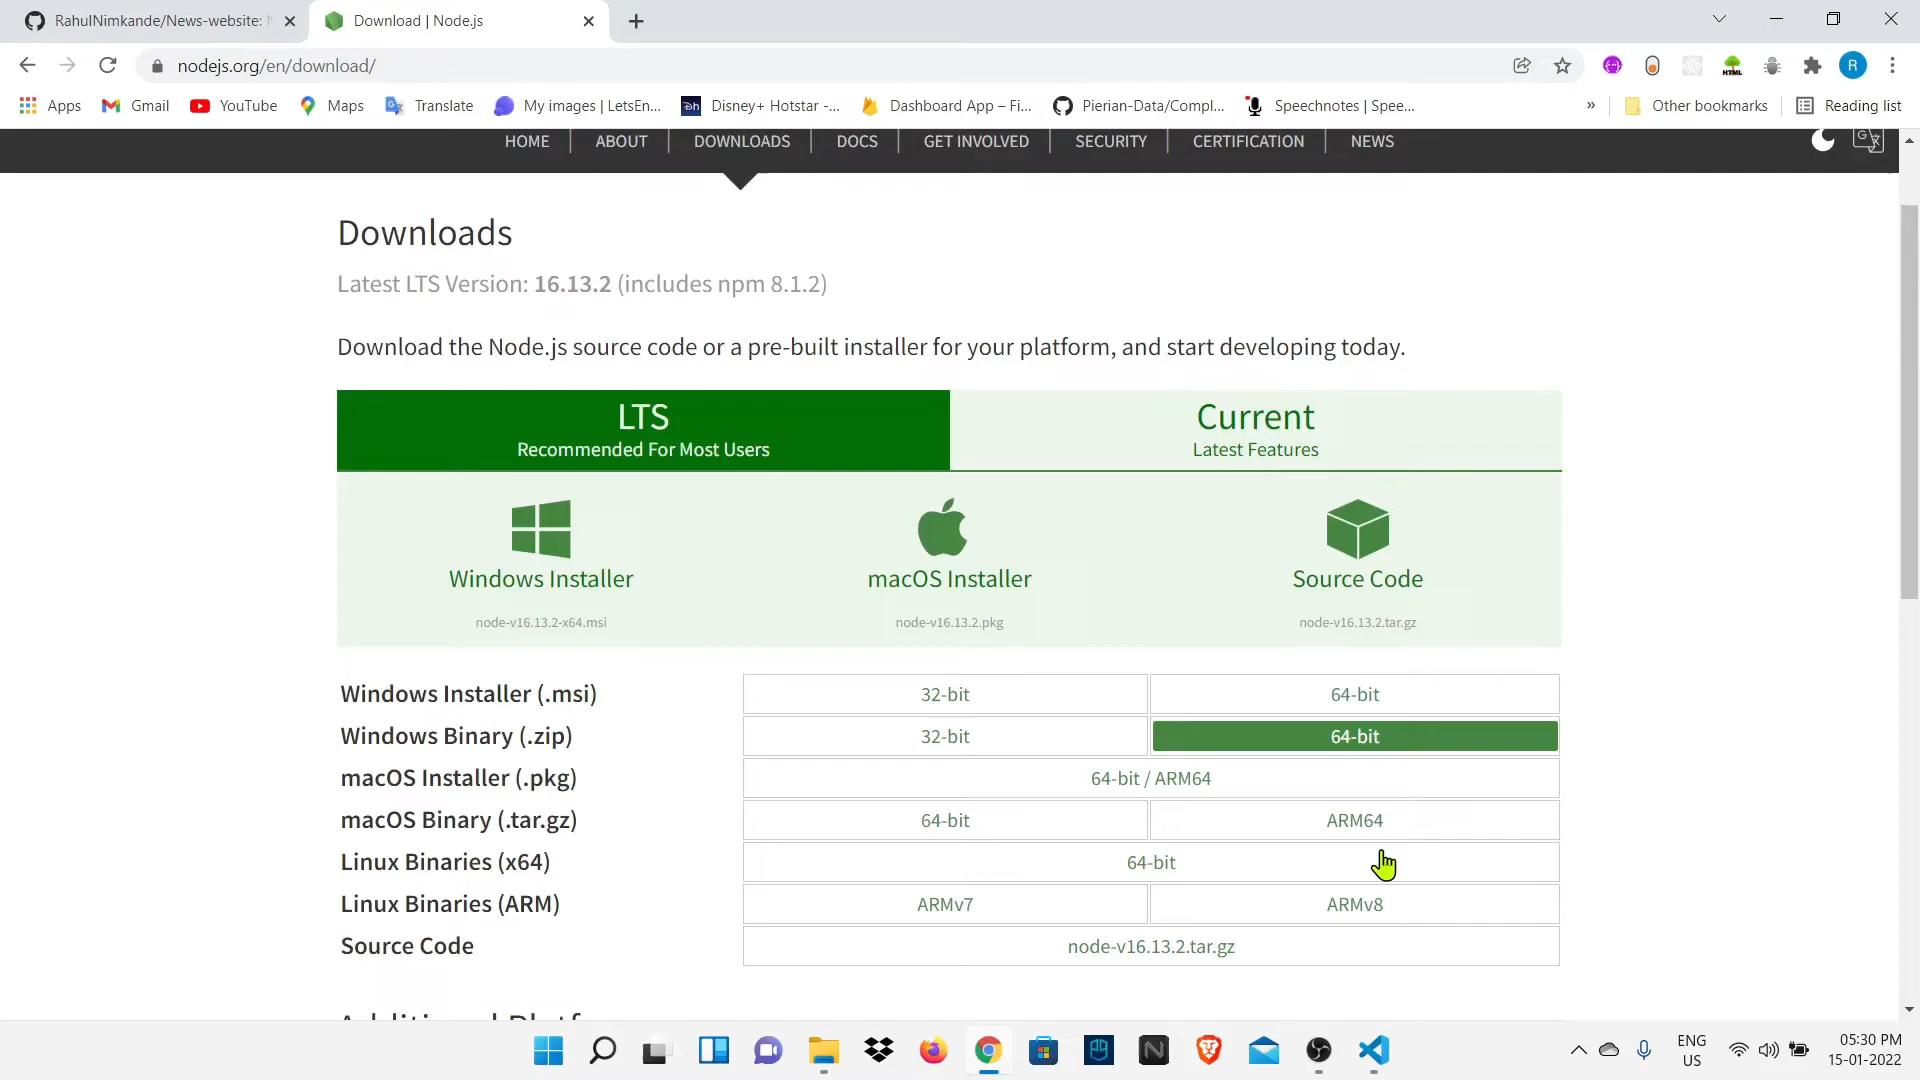 RahulNimkande/News-website:
Download | Node.js
nodejs.org/en/download/
R
Apps
Gmail
YouTube
Maps
Translate
My images | LetsEn...
Disney+ Hotstar -...
Dashboard App – Fi...
Pierian-Data/Compl...
Speechnotes | Spee...
»
Other bookmarks
Reading list
HOME
ABOUT
DOWNLOADS
DOCS
GET INVOLVED
SECURITY
CERTIFICATION
NEWS
Downloads
Latest LTS Version: 16.13.2 (includes npm 8.1.2)
Download the Node.js source code or a pre-built installer for your platform, and start developing today.
LTS
Recommended For Most Users
Current
Latest Features
Windows Installer
node-v16.13.2-x64.msi
macOS Installer
node-v16.13.2.pkg
Source Code
node-v16.13.2.tar.gz
Windows Installer (.msi) 32-bit 64-bit
Windows Binary (.zip) 32-bit 64-bit
macOS Installer (.pkg) 64-bit / ARM64
macOS Binary (.tar.gz) 64-bit ARM64
Linux Binaries (x64) 64-bit
Linux Binaries (ARM) ARMv7 ARMv8
Source Code node-v16.13.2.tar.gz
ENG
US
05:30 PM
15-01-2022